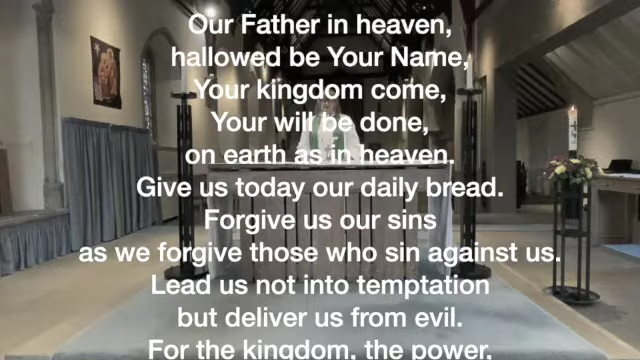 Our Father in heaven,
hallowed be Your Name,
Your kingdom come,
Your will be done,
on earth as in heaven.
Give us today our daily bread.
Forgive us our sins
as we forgive those who sin against us.
Lead us not into temptation
but deliver us from evil.
For the kingdom, the power,